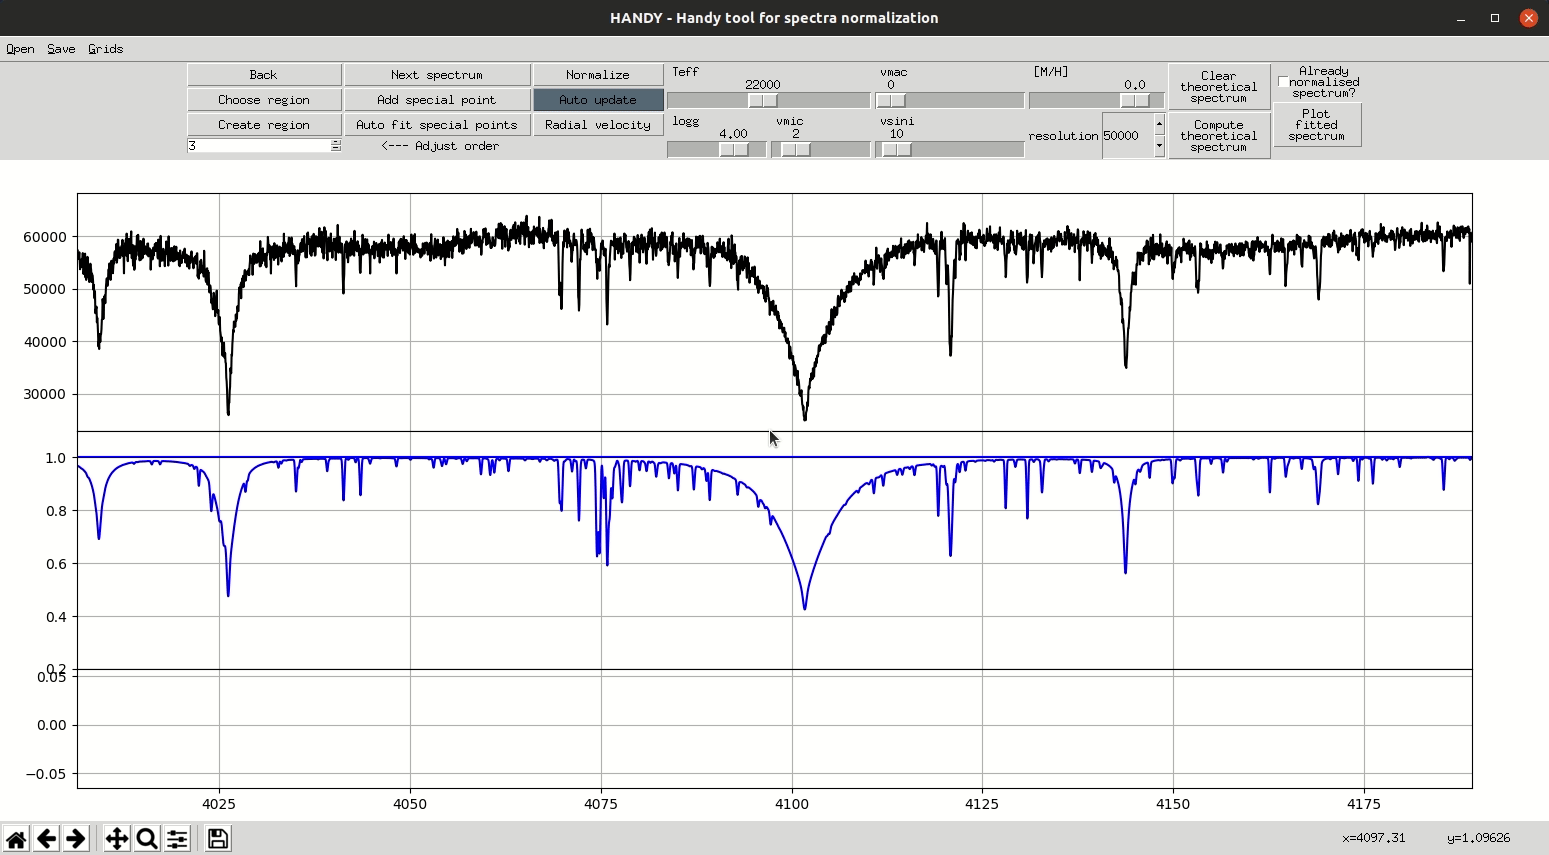 HANDY - Handy tool for spectra normalization
Open Save Grids
Back Next spectrum Normalize
Choose region Add special point Auto update
Create region Auto fit special points Radial velocity
3 <--- Adjust order
Teff
22000
vmac
0
[M/H]
0.0
logg
4.00
vmic
2
vsini
10
resolution 50000
Clear
theoretical
spectrum
Compute
theoretical
spectrum
Already
normalised
spectrum?
Plot
fitted
spectrum
60000
50000
40000
30000
1.0
0.8
0.6
0.4
0.2
0.05
0.00
−0.05
4025 4050 4075 4100 4125 4150 4175
x=4097.31 y=1.09626